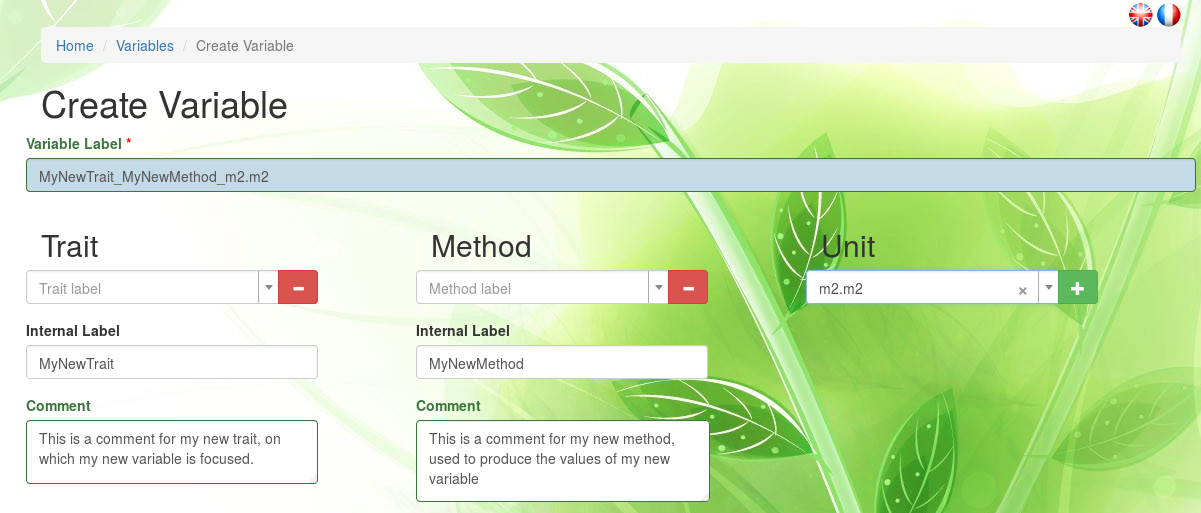 Home / Variables / Create Variable
Create Variable
Variable Label *
MyNewTrait_MyNewMethod_m2.m2
Trait
Method
Unit
Trait label
Method label
m2.m2 ×
Internal Label
Internal Label
MyNewTrait
MyNewMethod
Comment
Comment
This is a comment for my new trait, on
which my new variable is focused.
This is a comment for my new method,
used to produce the values of my new
variable